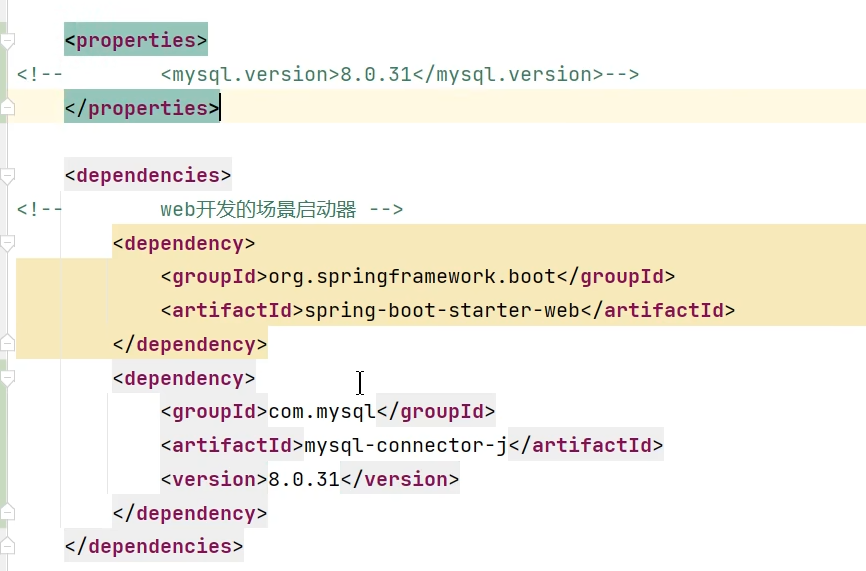 <properties>
<!--        <mysql.version>8.0.31</mysql.version>-->
</properties>
<dependencies>
<!--        web开发的场景启动器 -->
<dependency>
<groupId>org.springframework.boot</groupId>
<artifactId>spring-boot-starter-web</artifactId>
</dependency>
<dependency>
<groupId>com.mysql</groupId>
<artifactId>mysql-connector-j</artifactId>
<version>8.0.31</version>
</dependency>
</dependencies>